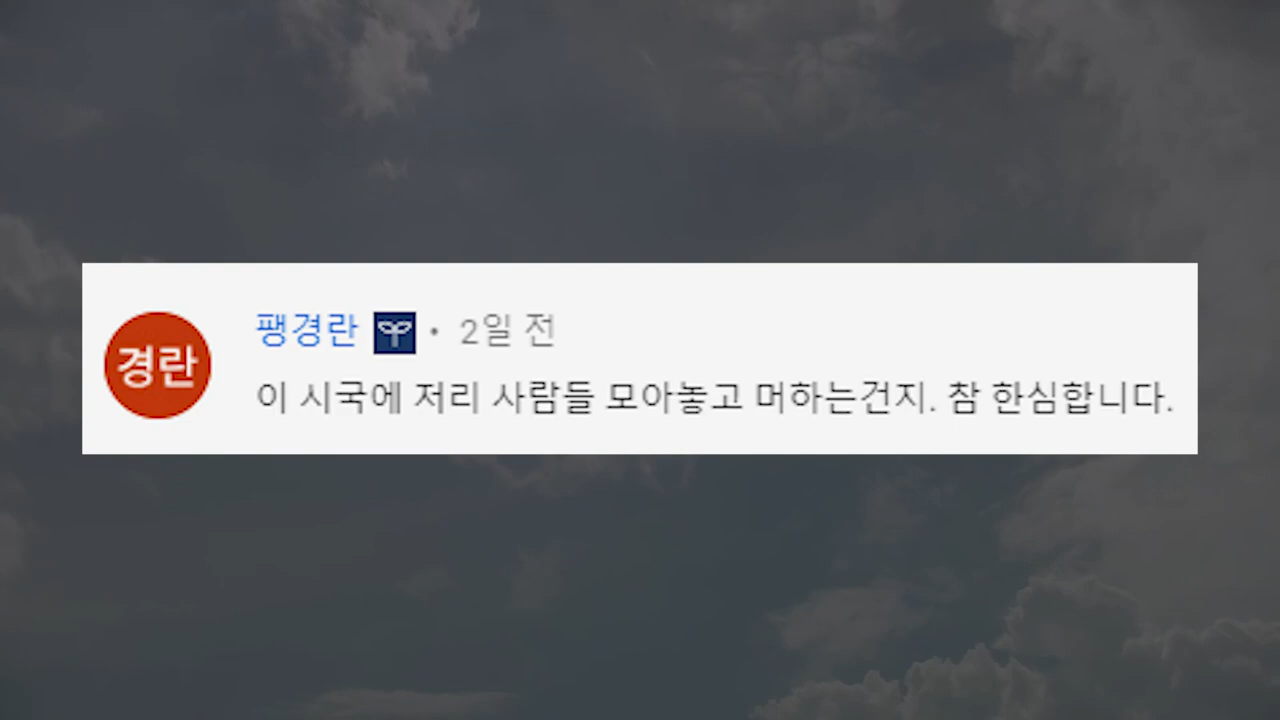 경란
팽경란 • 2일 전
이 시국에 저리 사람들 모아놓고 머하는건지. 참 한심합니다.